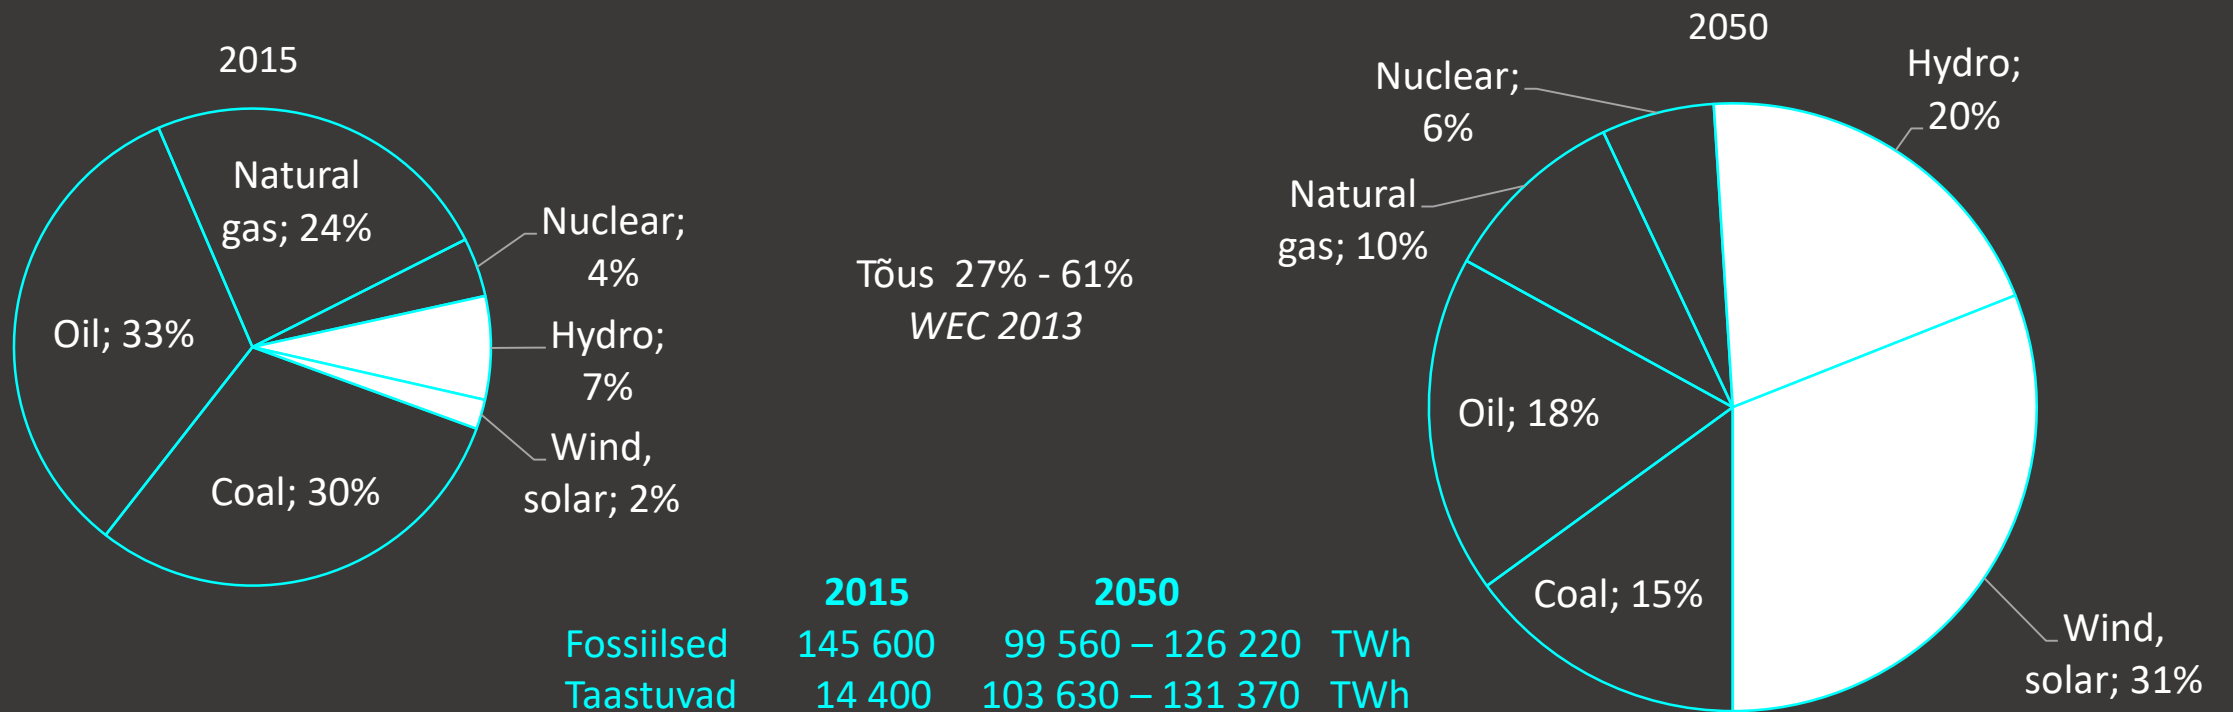 2015
Natural
gas; 24%
Nuclear;
4%
Oil; 33%
Hydro;
7%
Wind,
solar; 2%
Coal; 30%
Tõus 27% - 61%
WEC 2013
2050
Nuclear;
6%
Hydro;
20%
Natural
gas; 10%
Oil; 18%
Coal; 15%
Wind,
solar; 31%
2015 2050
Fossiilsed 145 600 99 560 – 126 220 TWh
Taastuvad 14 400 103 630 – 131 370 TWh